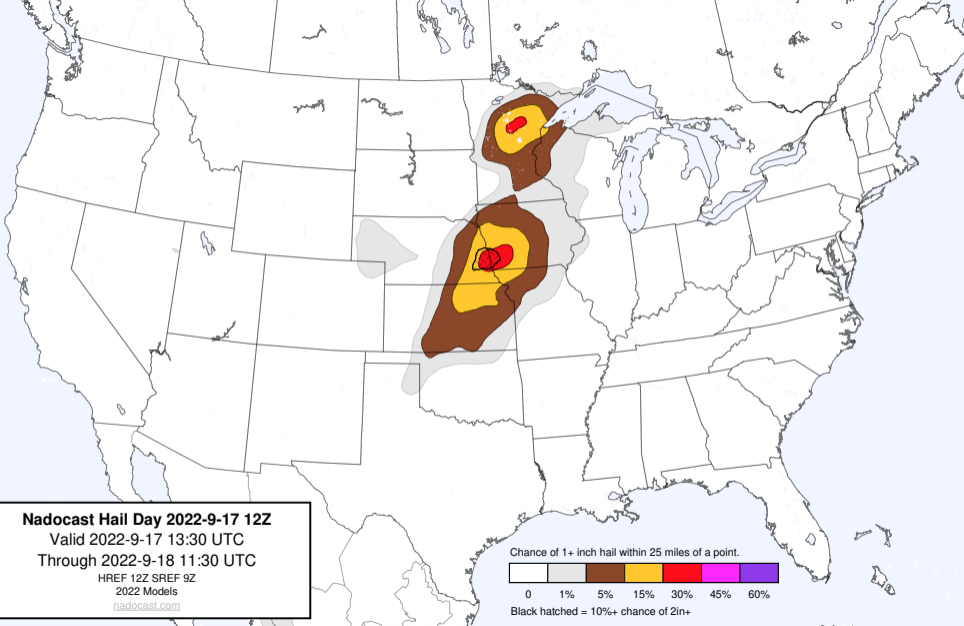 Nadocast Hail Day 2022-9-17 12Z
Valid 2022-9-17 13:30 UTC
Through 2022-9-18 11:30 UTC
HREF 12Z SREF 9Z
2022 Models
nadocast.com
Chance of 1+ inch hail within 25 miles of a point.
0 1% 5% 15% 30% 45% 60%
Black hatched = 10%+ chance of 2in+